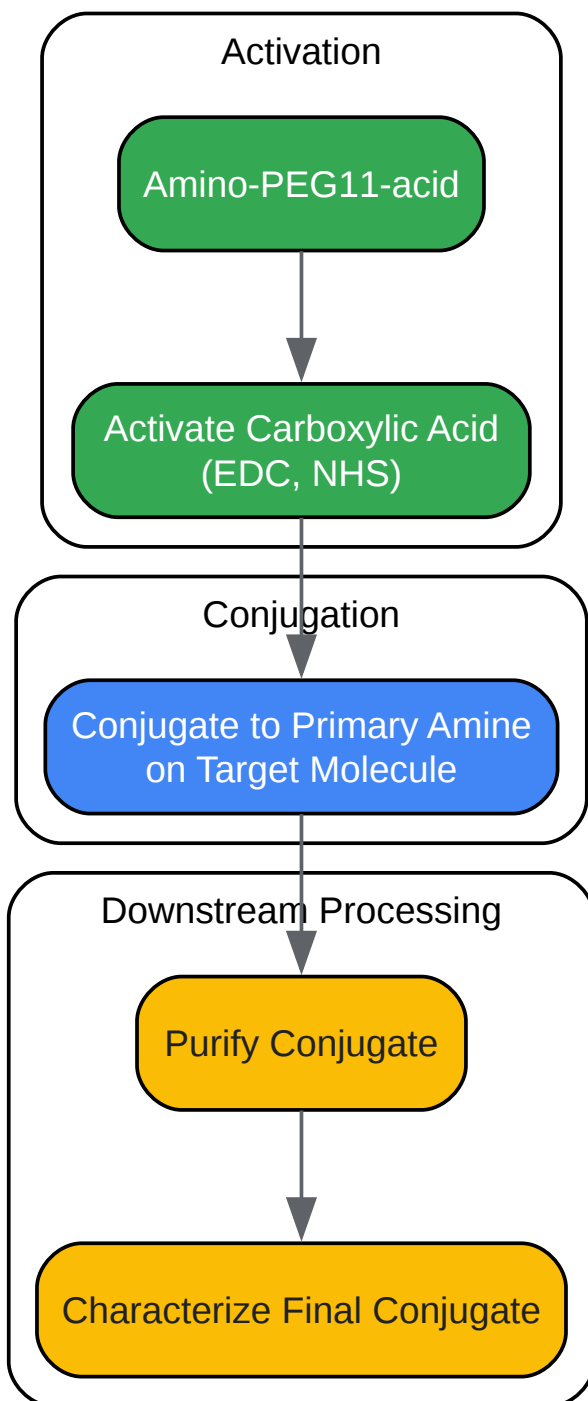 Activation
Amino-PEG11-acid
Activate Carboxylic Acid
(EDC, NHS)
Conjugation
Conjugate to Primary Amine
on Target Molecule
Downstream Processing
Purify Conjugate
Characterize Final Conjugate